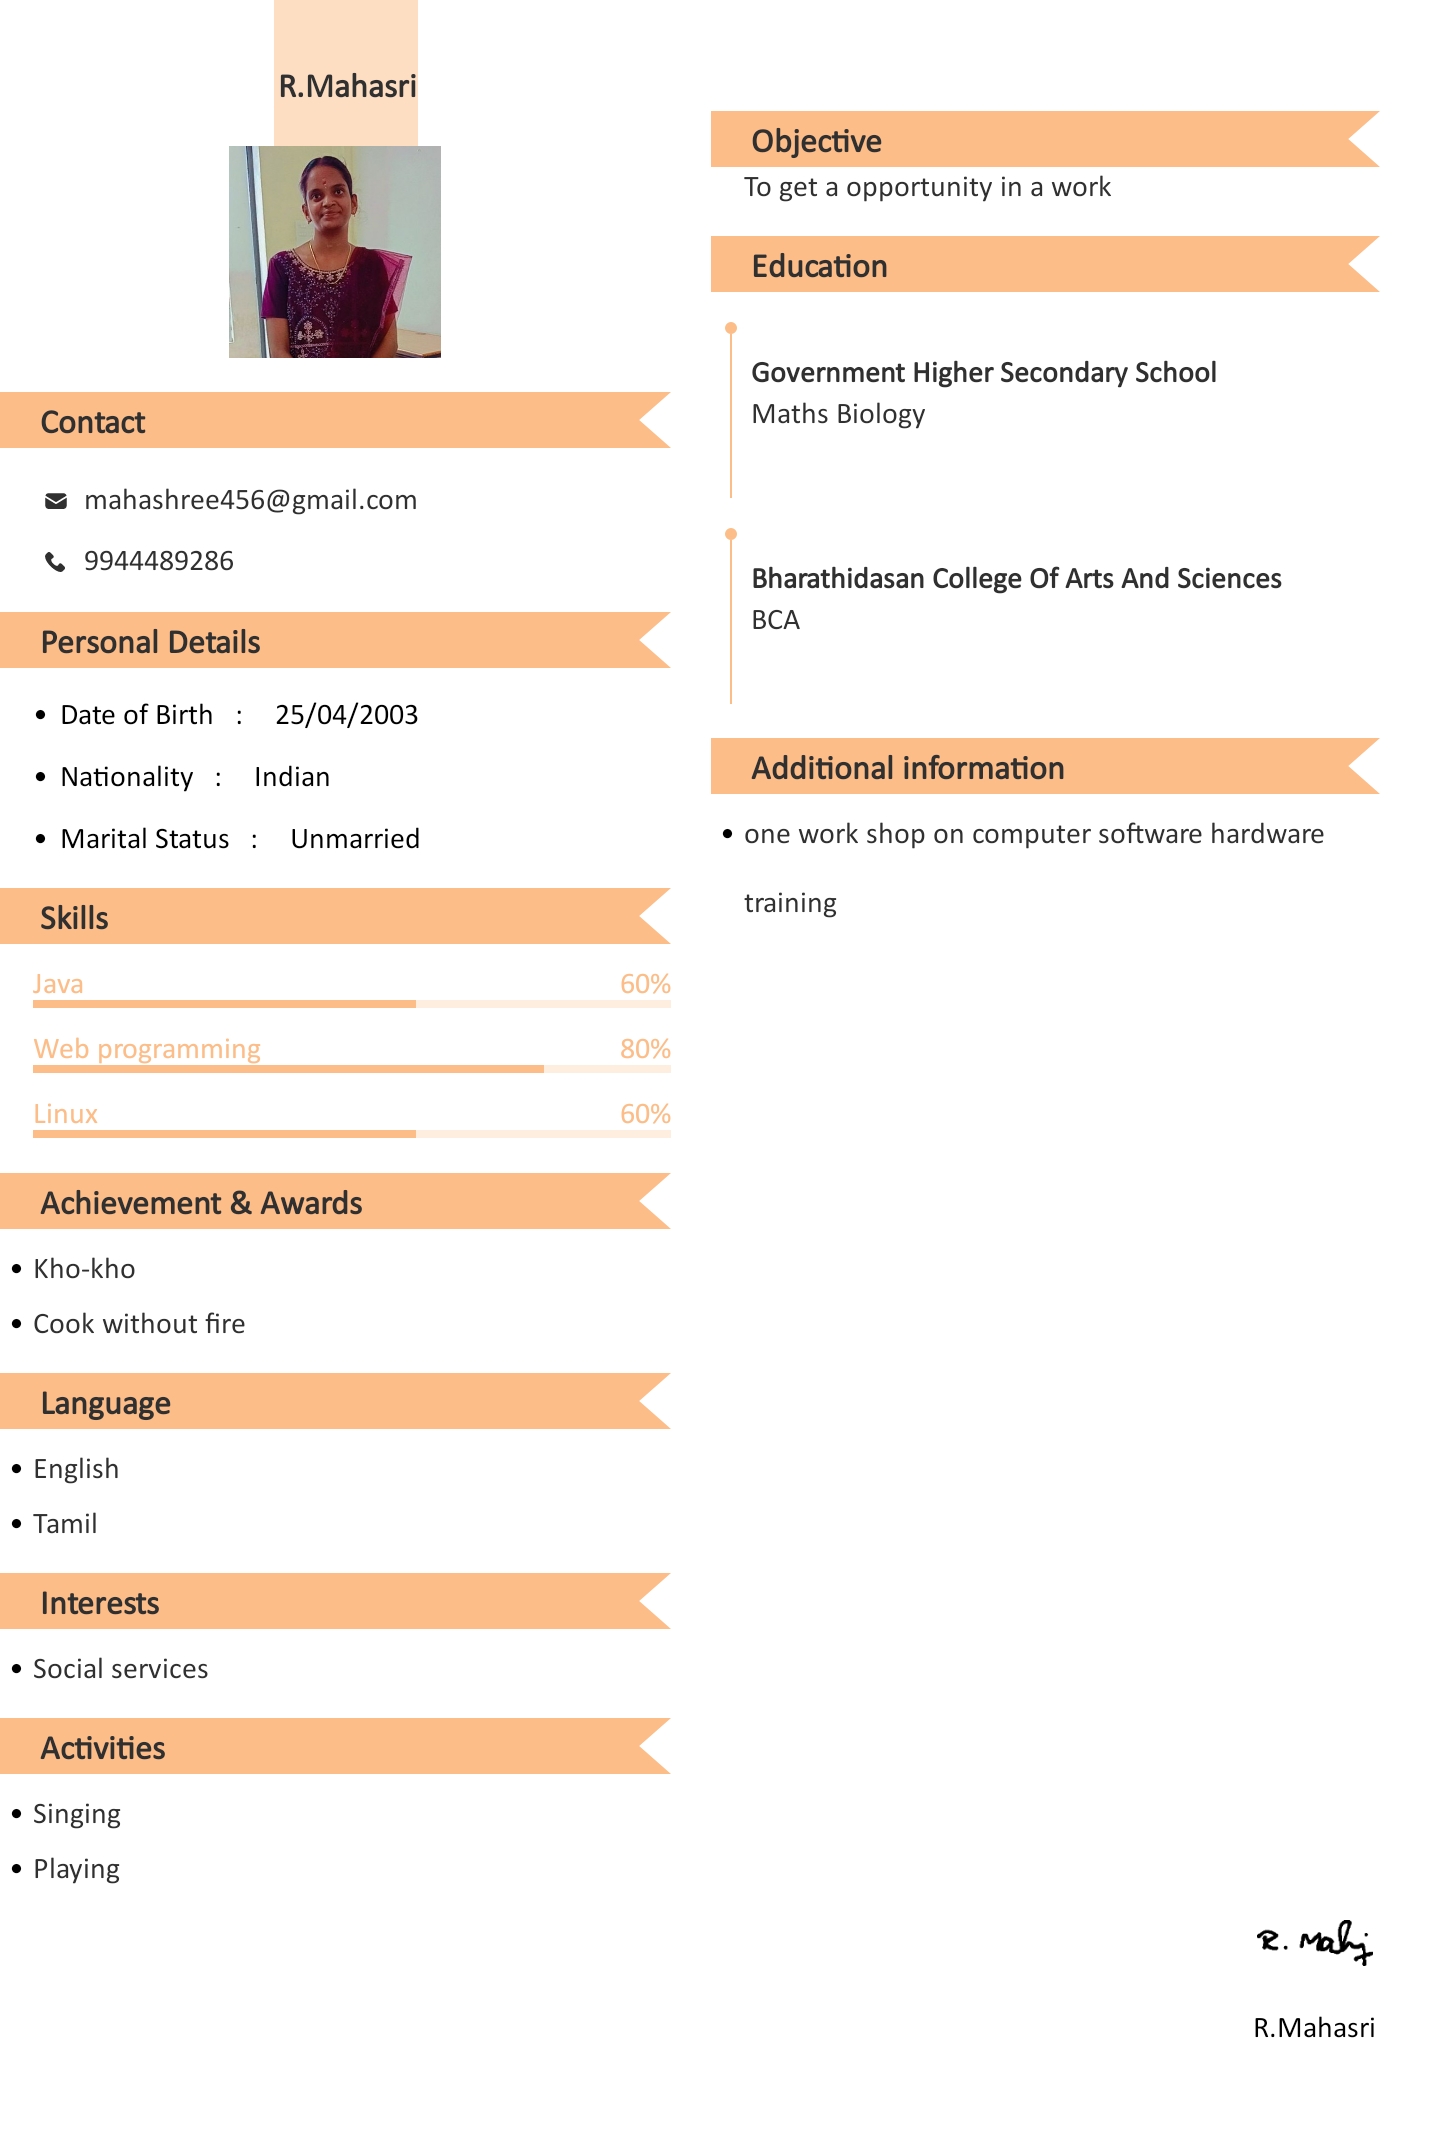 R.Mahasri
Contact
mahashree456@gmail.com
9944489286
Personal Details
• Date of Birth : 25/04/2003
• Nationality : Indian
• Marital Status : Unmarried
Skills
Java 60%
Web programming 80%
Linux 60%
Achievement & Awards
• Kho-kho
• Cook without fire
Language
• English
• Tamil
Interests
• Social services
Activities
• Singing
• Playing
Objective
To get a opportunity in a work
Education
Government Higher Secondary School
Maths Biology
Bharathidasan College Of Arts And Sciences
BCA
Additional information
• one work shop on computer software hardware
training
R. Mahi
R.Mahasri